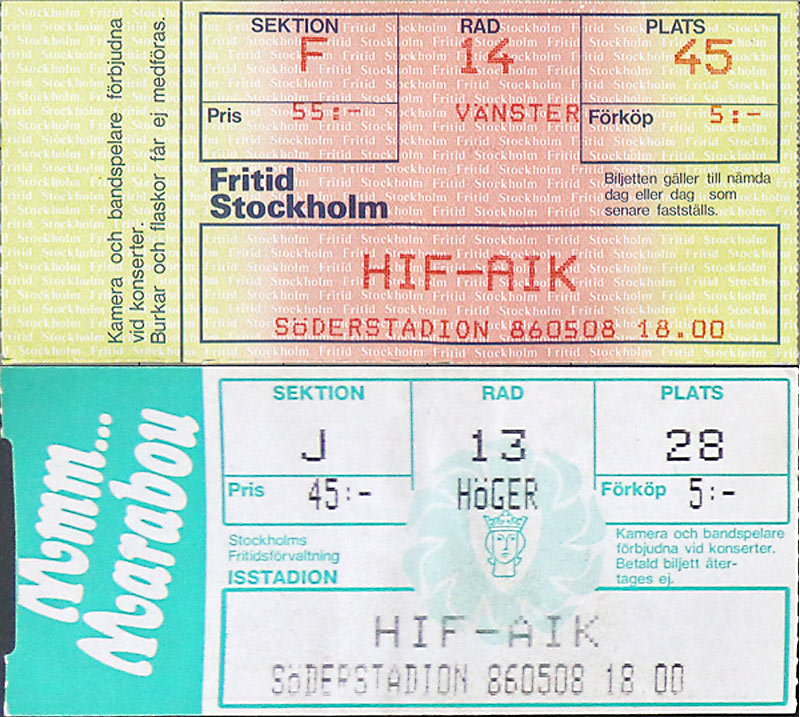 Kamera och bandspelare förbjudna
vid konserter.
Burkar och flaskor får ej medföras.
SEKTION RAD PLATS
F 14 45
Pris 55:- VÄNSTER Förköp 5:-
Fritid
Stockholm
Biljetten gäller till nämda
dag eller dag som
senare fastställs.
HIF-AIK
SÖDERSTADION 860508 18.00
Mmm...
Marabou
SEKTION RAD PLATS
J 13 28
Pris 45:- HÖGER Förköp 5:-
Stockholms
Fritidsförvaltning
ISSTADION
Kamera och bandspelare
förbjudna vid konserter.
Betald biljett åter-
tages ej.
HIF-AIK
SÖDERSTADION 860508 18 00